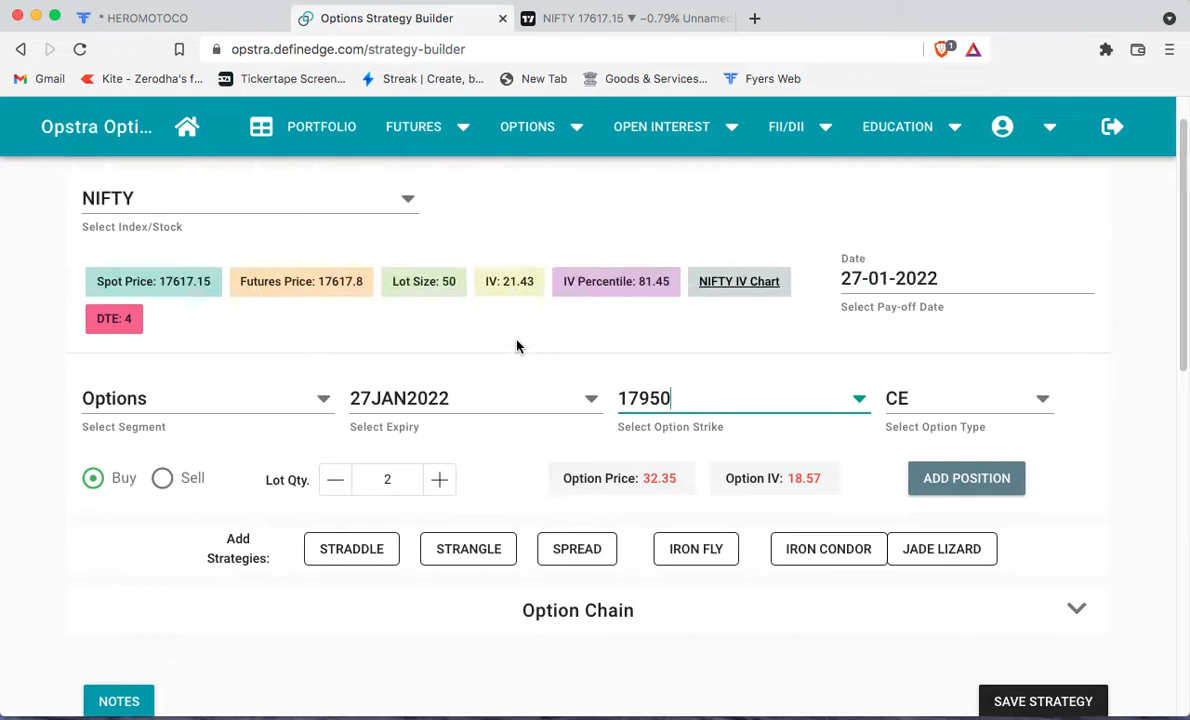 * HEROMOTOCO
Options Strategy Builder
NIFTY 17617.15 ▼ −0.79% Unnamed
opstra.definedge.com/strategy-builder
1
Gmail
Kite - Zerodha's f...
Tickertape Screen...
Streak | Create, b...
New Tab
Goods & Services...
Fyers Web
Opstra Opti...
PORTFOLIO
FUTURES
OPTIONS
OPEN INTEREST
FII/DII
EDUCATION
NIFTY
Select Index/Stock
Spot Price: 17617.15
Futures Price: 17617.8
Lot Size: 50
IV: 21.43
IV Percentile: 81.45
NIFTY IV Chart
DTE: 4
Date
27-01-2022
Select Pay-off Date
Options
Select Segment
27JAN2022
Select Expiry
17950
Select Option Strike
CE
Select Option Type
Buy
Sell
Lot Qty.
2
Option Price: 32.35
Option IV: 18.57
ADD POSITION
Add
Strategies:
STRADDLE
STRANGLE
SPREAD
IRON FLY
IRON CONDOR
JADE LIZARD
Option Chain
NOTES
SAVE STRATEGY